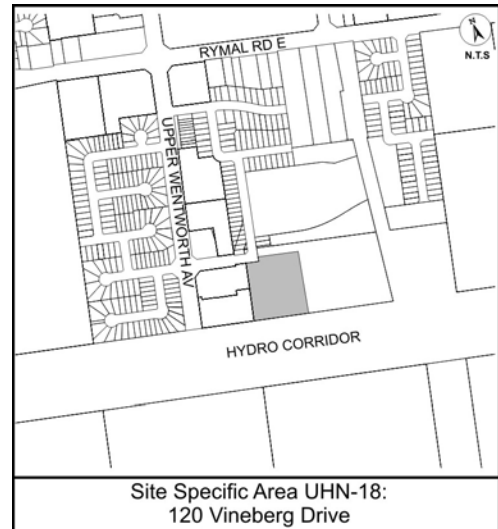 RYMAL RD E
N
N.T.S
UPPER WENTWORTH AV
HYDRO CORRIDOR
Site Specific Area UHN-18:
120 Vineberg Drive